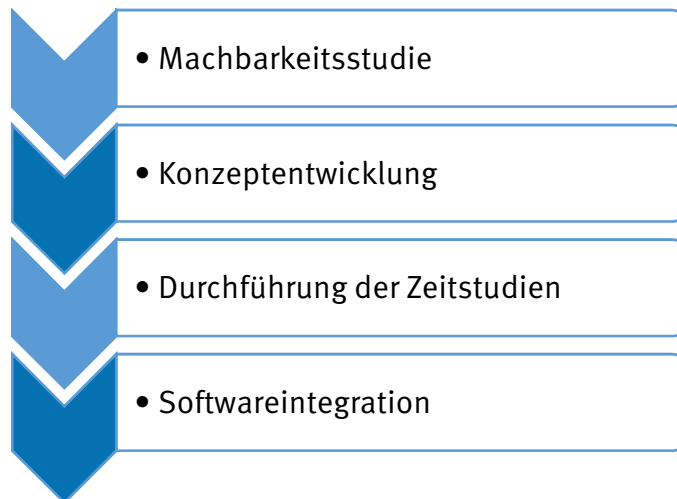 • Machbarkeitsstudie
• Konzeptentwicklung
• Durchführung der Zeitstudien
• Softwareintegration